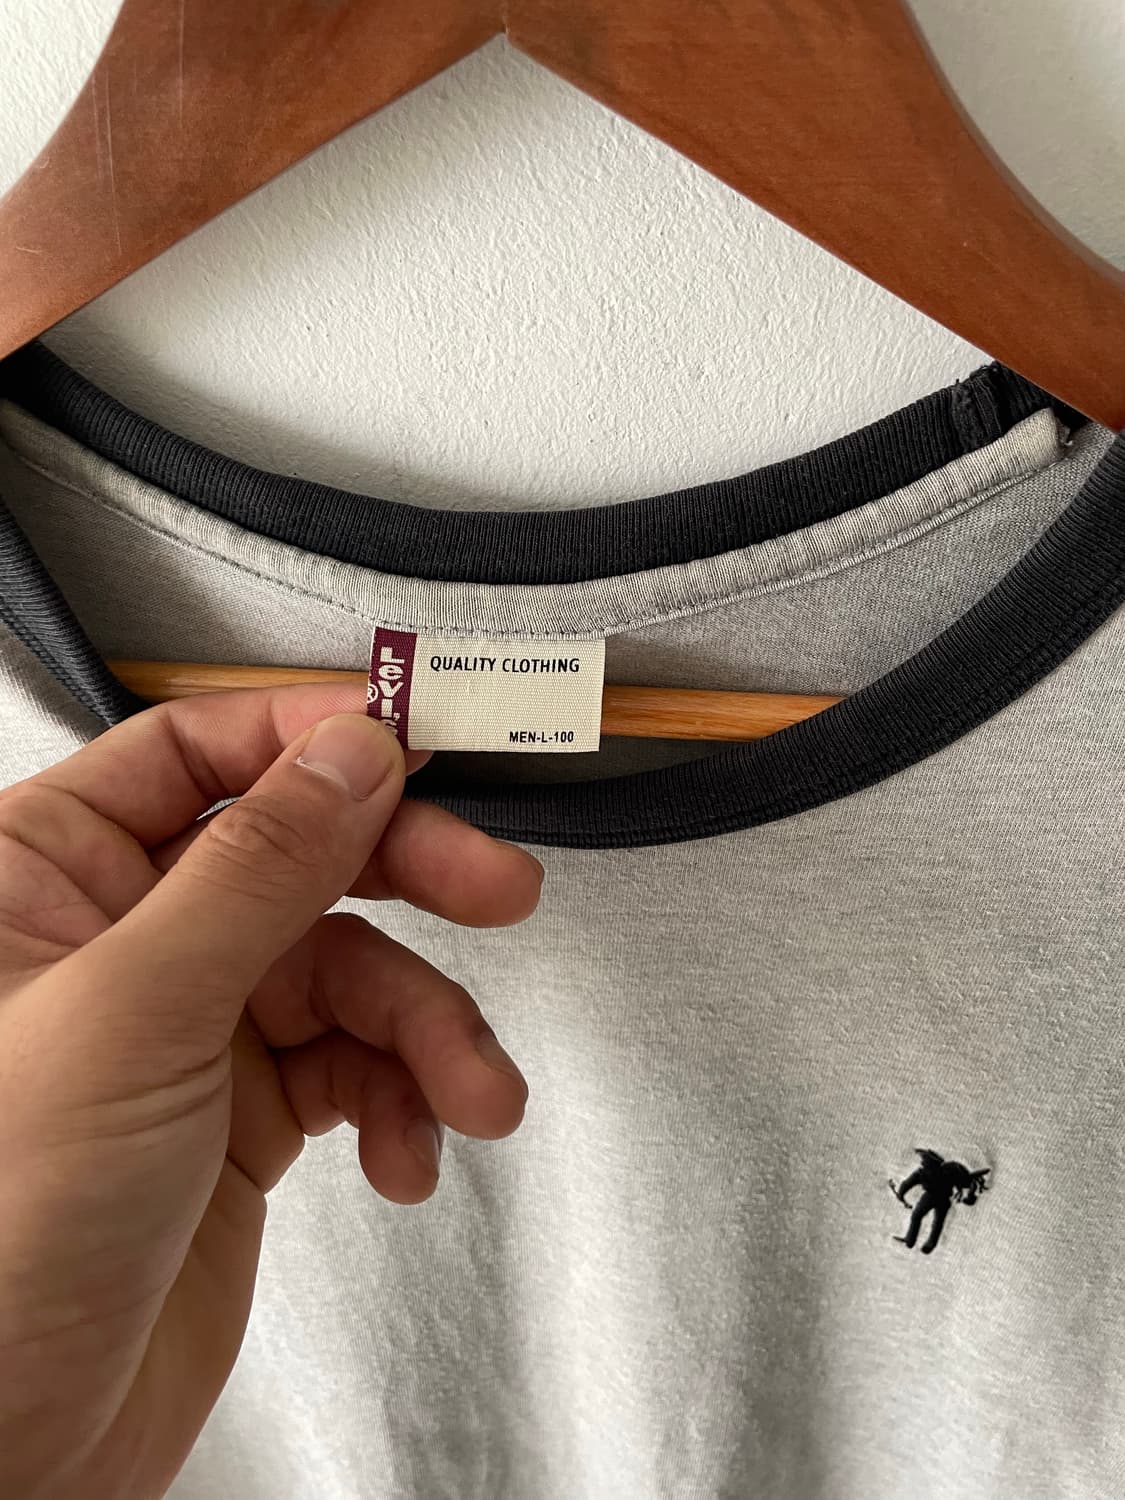 Levi's
®
QUALITY CLOTHING
MEN-L-100